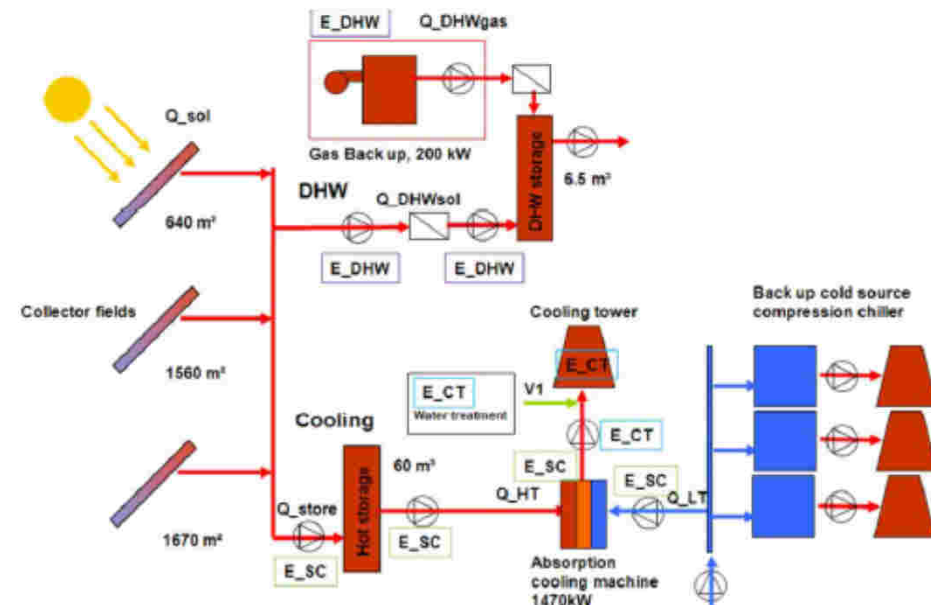 E_DHW
Q_DHWgas
Q_sol
Gas Back up, 200 kW
DHW storage
6.5 m³
DHW
Q_DHWsol
640 m²
E_DHW
E_DHW
Collector fields
Cooling tower
Back up cold source
compression chiller
E_CT
1560 m²
E_CT
Water treatment
V1
Cooling
E_CT
60 m³
E_SC
E_SC
Hot storage
Q_store
Q_HT
Q_LT
1670 m²
E_SC
E_SC
Absorption
cooling machine
1470kW